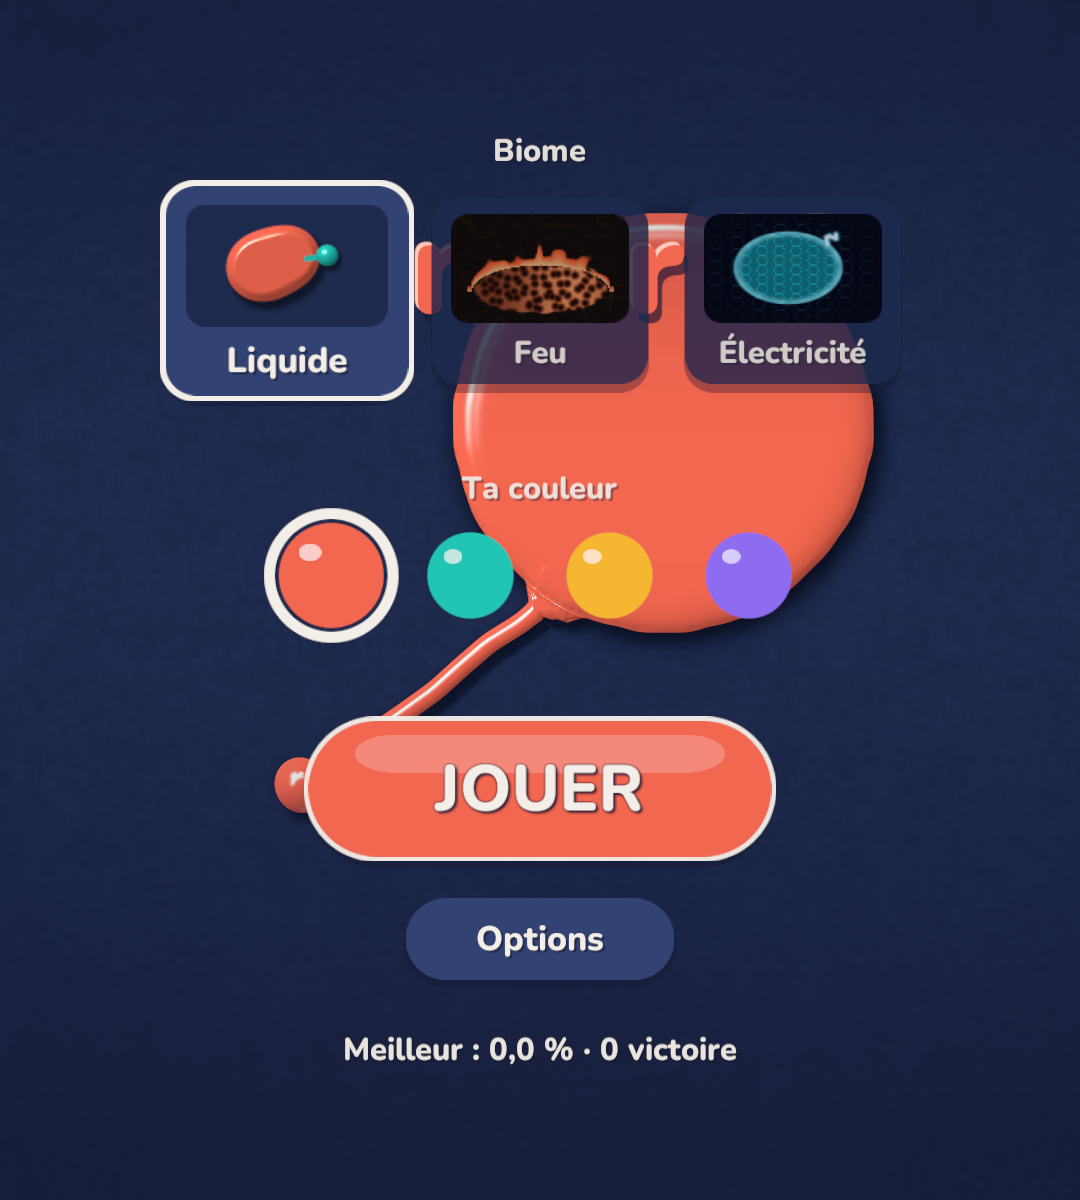 Biome
Liquide
Feu
Électricité
Ta couleur
JOUER
Options
Meilleur : 0,0 % · 0 victoire